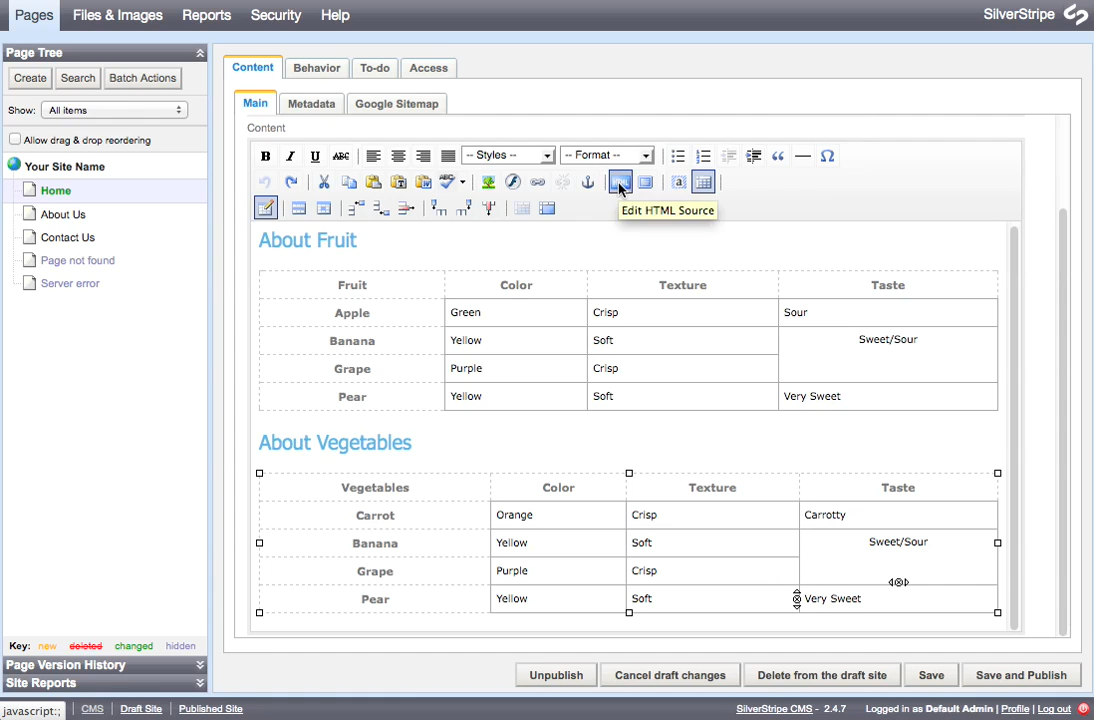 Pages Files & Images Reports Security Help SilverStripe
Page Tree
Create Search Batch Actions
Show: All items
Allow drag & drop reordering
Your Site Name
Home
About Us
Contact Us
Page not found
Server error
Key: new deleted changed hidden
Page Version History
Site Reports
Content Behavior To-do Access
Main Metadata Google Sitemap
Content
B I U ABC -- Styles -- -- Format --
HTML
Edit HTML Source
About Fruit
Fruit Color Texture Taste
Apple Green Crisp Sour
Banana Yellow Soft Sweet/Sour
Grape Purple Crisp
Pear Yellow Soft Very Sweet
About Vegetables
Vegetables Color Texture Taste
Carrot Orange Crisp Carrotty
Banana Yellow Soft Sweet/Sour
Grape Purple Crisp
Pear Yellow Soft Very Sweet
Unpublish Cancel draft changes Delete from the draft site Save Save and Publish
javascript:; CMS Draft Site Published Site SilverStripe CMS - 2.4.7 Logged in as Default Admin | Profile | Log out